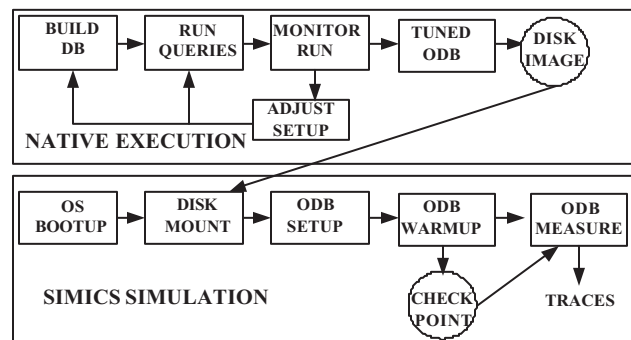 BUILD
DB
RUN
QUERIES
MONITOR
RUN
TUNED
ODB
DISK
IMAGE
ADJUST
SETUP
NATIVE EXECUTION
OS
BOOTUP
DISK
MOUNT
ODB
SETUP
ODB
WARMUP
ODB
MEASURE
SIMICS SIMULATION
CHECK
POINT
TRACES